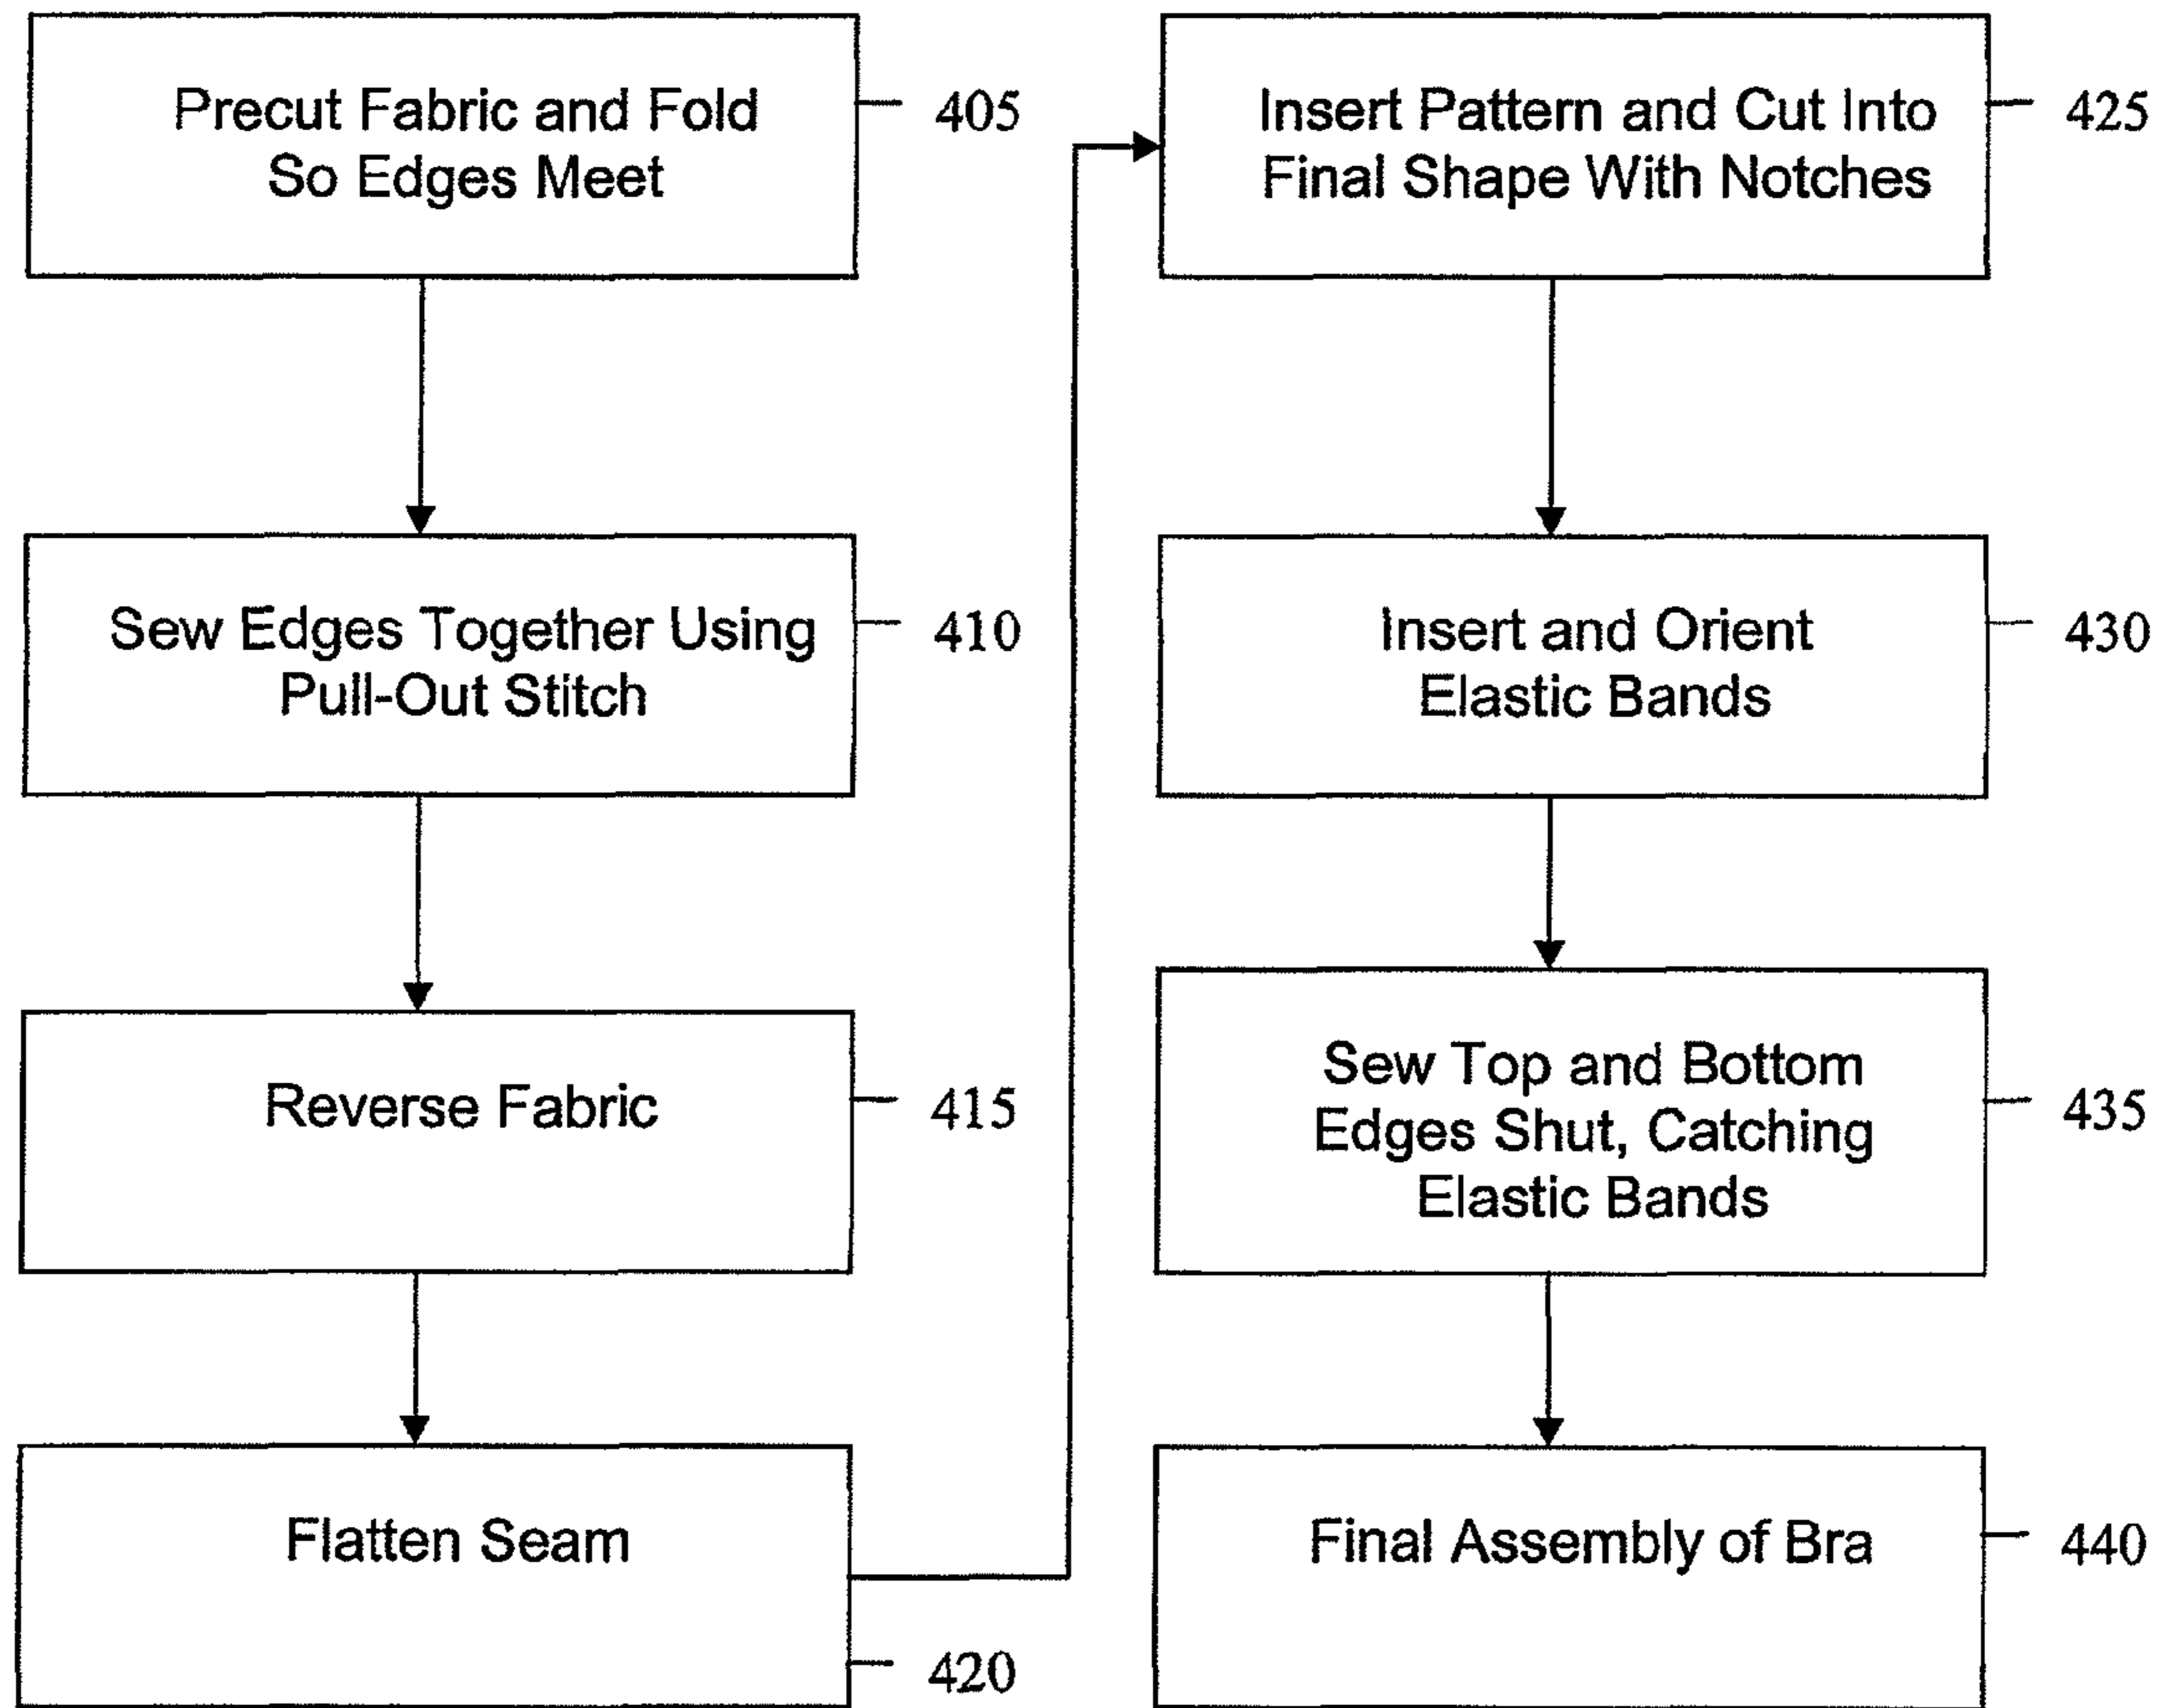 Precut Fabric and Fold
So Edges Meet
405
Sew Edges Together Using
Pull-Out Stitch
410
Reverse Fabric
415
Flatten Seam
420
Insert Pattern and Cut Into
Final Shape With Notches
425
Insert and Orient
Elastic Bands
430
Sew Top and Bottom
Edges Shut, Catching
Elastic Bands
435
Final Assembly of Bra
440